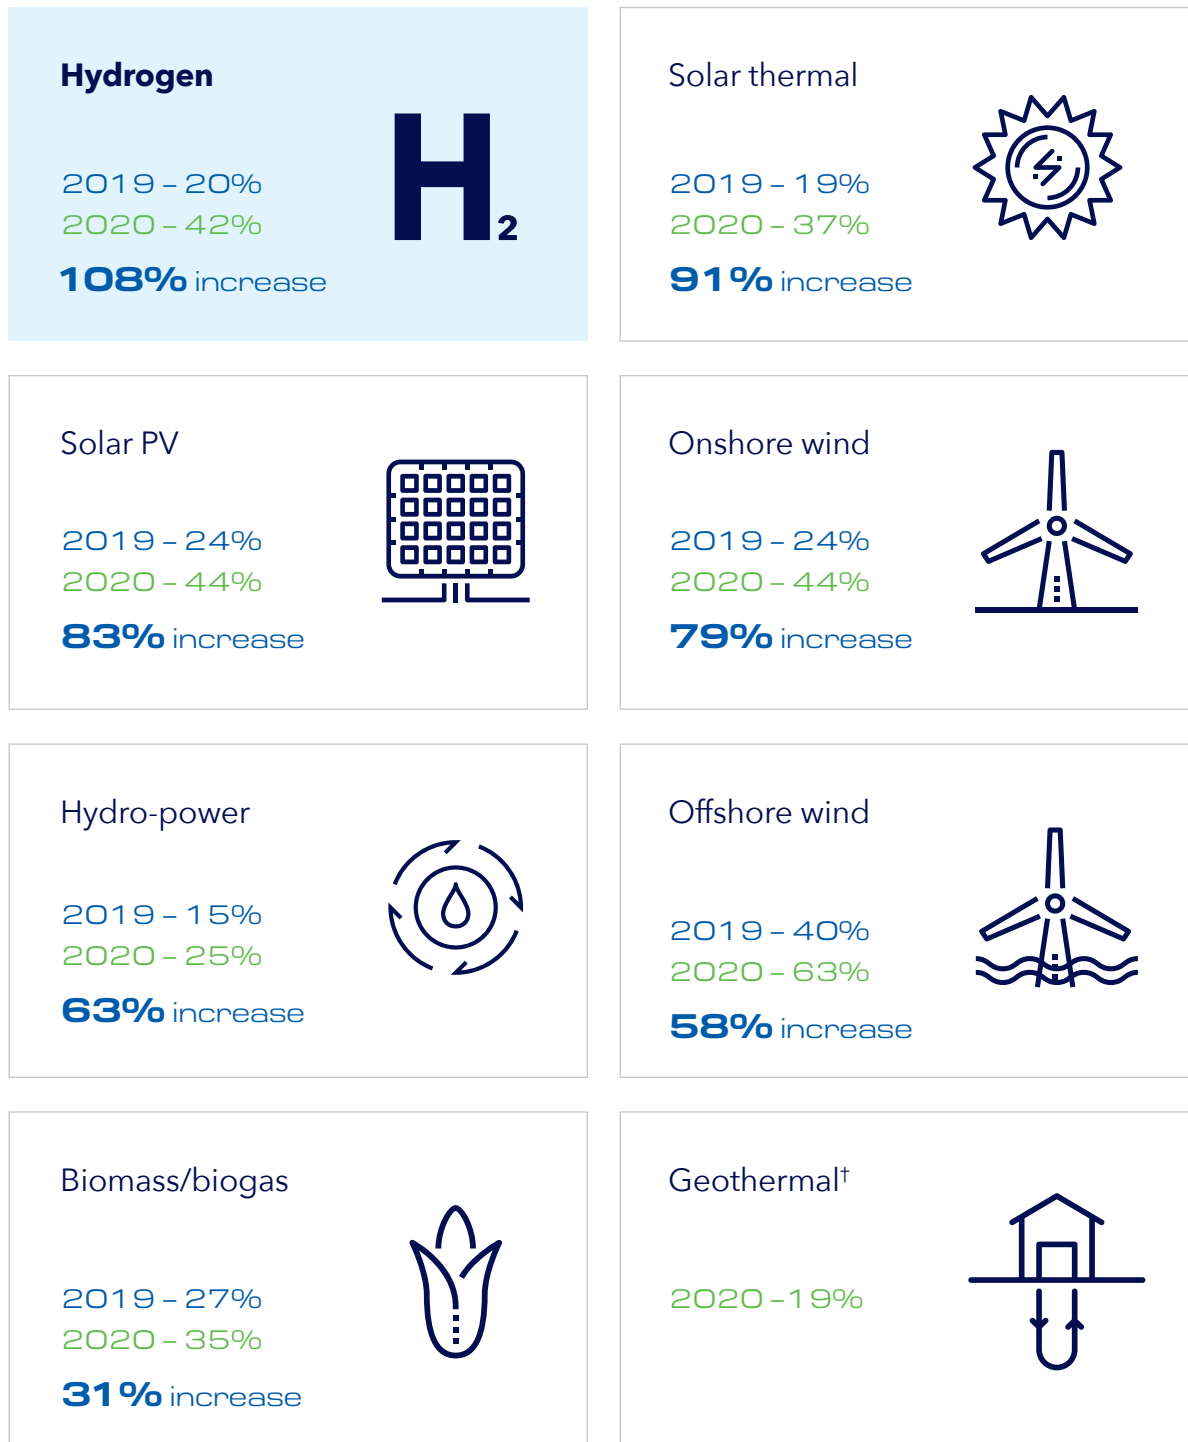 Hydrogen
2019 – 20%
2020 – 42%
108% increase
H2
Solar thermal
2019 – 19%
2020 – 37%
91% increase
Solar PV
2019 – 24%
2020 – 44%
83% increase
Onshore wind
2019 – 24%
2020 – 44%
79% increase
Hydro-power
2019 – 15%
2020 – 25%
63% increase
Offshore wind
2019 – 40%
2020 – 63%
58% increase
Biomass/biogas
2019 – 27%
2020 – 35%
31% increase
Geothermal†
2020 –19%